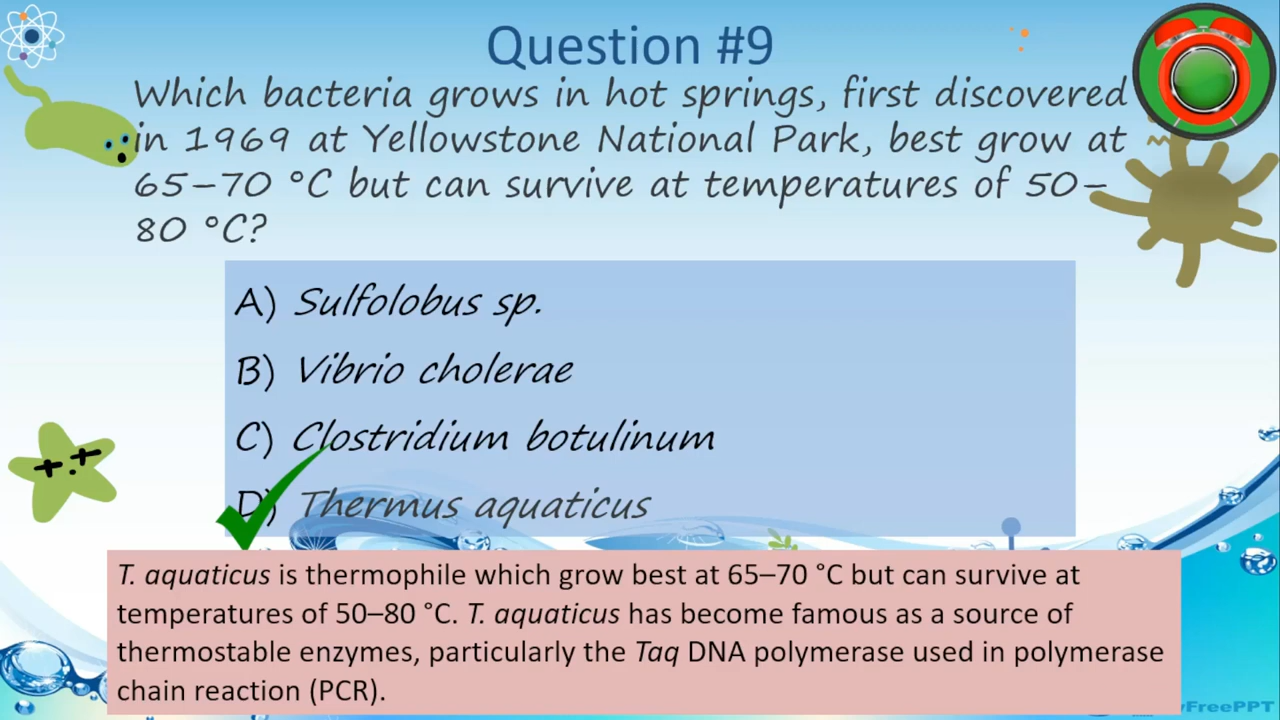 Question #9
Which bacteria grows in hot springs, first discovered
in 1969 at Yellowstone National Park, best grow at
65–70 °C but can survive at temperatures of 50–
80 °C?
A) Sulfolobus sp.
B) Vibrio cholerae
C) Clostridium botulinum
D) Thermus aquaticus
T. aquaticus is thermophile which grow best at 65–70 °C but can survive at
temperatures of 50–80 °C. T. aquaticus has become famous as a source of
thermostable enzymes, particularly the Taq DNA polymerase used in polymerase
chain reaction (PCR).
yFreePPT